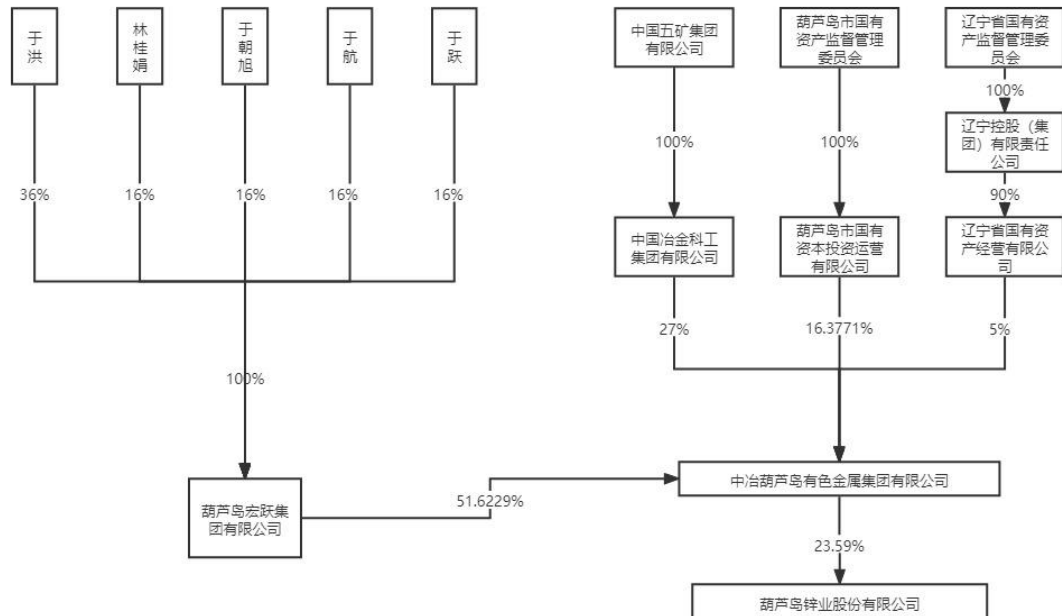 于
洪
林
桂
娟
于
朝
旭
于
航
于
跃
中国五矿集团
有限公司
葫芦岛市国有
资产监督管理
委员会
辽宁省国有资
产监督管理委
员会
100%
辽宁控股（集
团）有限责任
公司
100%
100%
36%
16%
16%
16%
16%
90%
中国冶金科工
集团有限公司
葫芦岛市国有
资本投资运营
有限公司
辽宁省国有资
产经营有限公
司
27%
16.3771%
5%
100%
中冶葫芦岛有色金属集团有限公司
葫芦岛宏跃集
团有限公司
51.6229%
23.59%
葫芦岛锌业股份有限公司